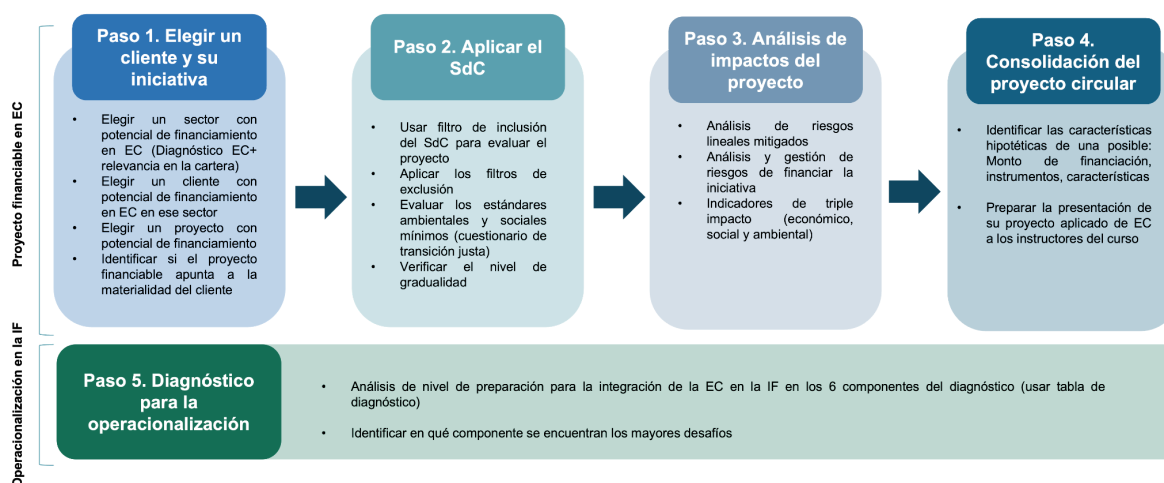 Proyecto financiable en EC
Paso 1. Elegir un
cliente y su
iniciativa
• Elegir un sector con
potencial de financiamiento
en EC (Diagnóstico EC+
relevancia en la cartera)
• Elegir un cliente con
potencial de financiamiento
en EC en ese sector
• Elegir un proyecto con
potencial de financiamiento
• Identificar si el proyecto
financiable apunta a la
materialidad del cliente
Paso 2. Aplicar el
SdC
• Usar filtro de inclusión
del SdC para evaluar el
proyecto
• Aplicar los filtros de
exclusión
• Evaluar los estándares
ambientales y sociales
mínimos (cuestionario de
transición justa)
• Verificar el nivel de
gradualidad
Paso 3. Análisis de
impactos del
proyecto
• Análisis de riesgos
lineales mitigados
• Análisis y gestión de
riesgos de financiar la
iniciativa
• Indicadores de triple
impacto (económico,
social y ambiental)
Paso 4.
Consolidación del
proyecto circular
• Identificar las características
hipotéticas de una posible:
Monto de financiación,
instrumentos, características
• Preparar la presentación de
su proyecto aplicado de EC
a los instructores del curso
Operacionalización en la IF
Paso 5. Diagnóstico
para la
operacionalización
• Análisis de nivel de preparación para la integración de la EC en la IF en los 6 componentes del diagnóstico (usar tabla de
diagnóstico)
• Identificar en qué componente se encuentran los mayores desafíos